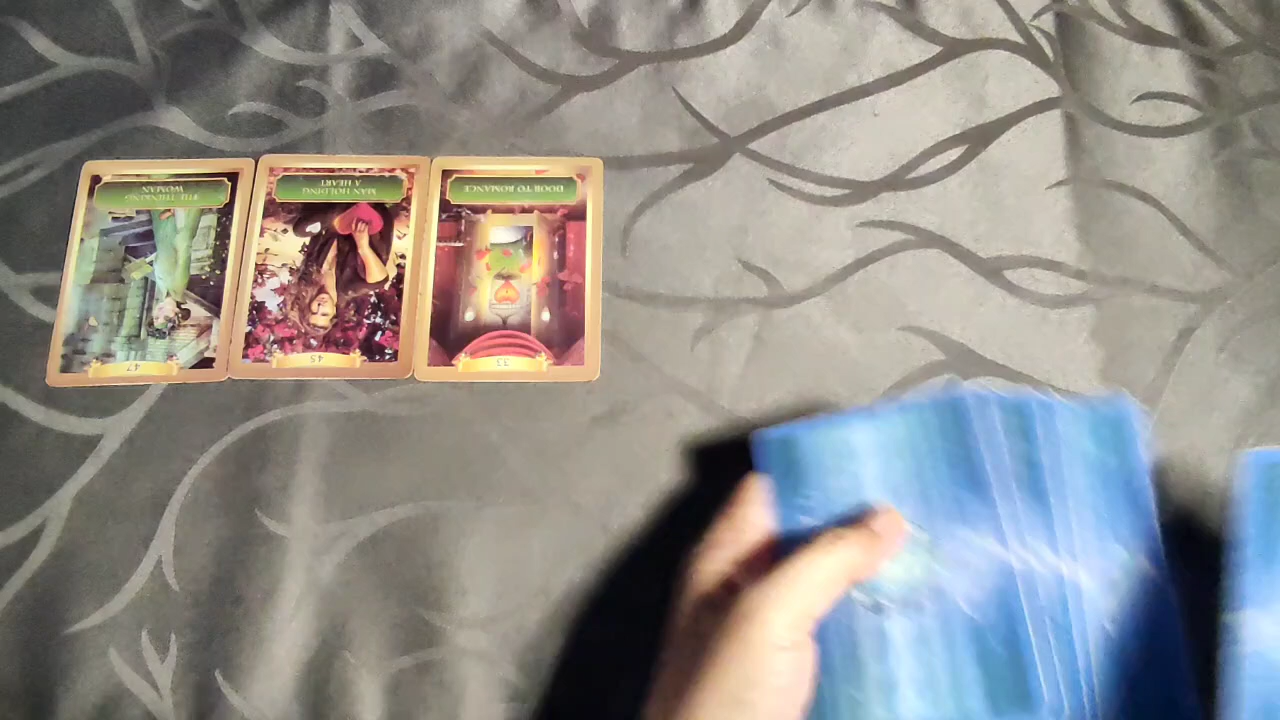 THE THINKING
WOMAN
47
MAN HOLDING
A HEART
45
DOOR TO ROMANCE
33